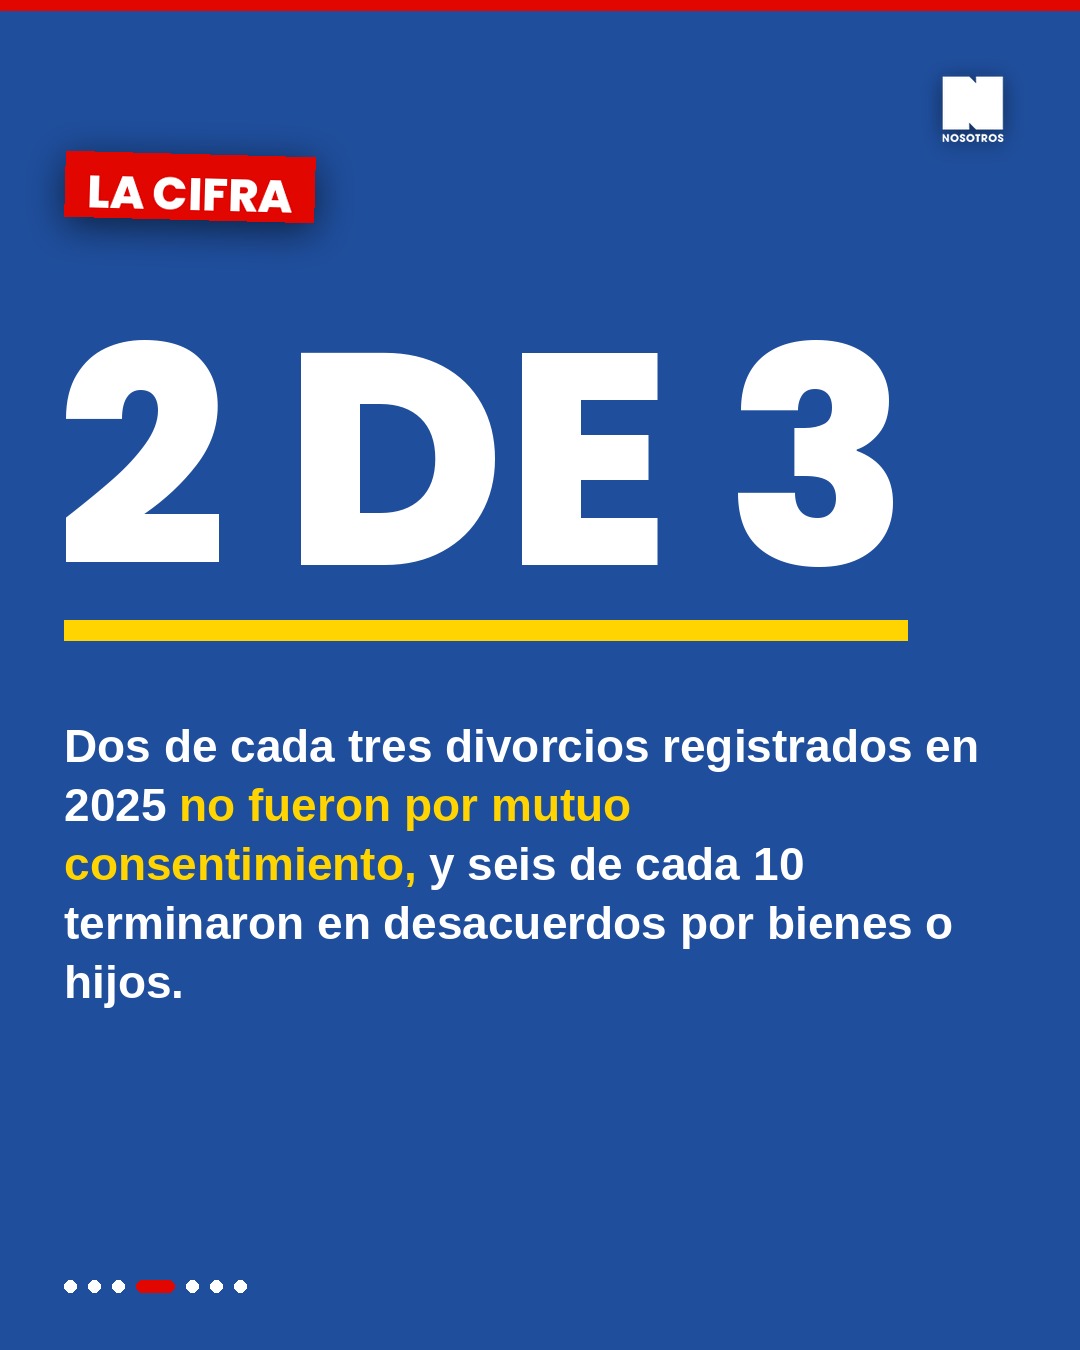 NOSOTROS
LA CIFRA
2 DE 3
Dos de cada tres divorcios registrados en
2025 no fueron por mutuo
consentimiento, y seis de cada 10
terminaron en desacuerdos por bienes o
hijos.